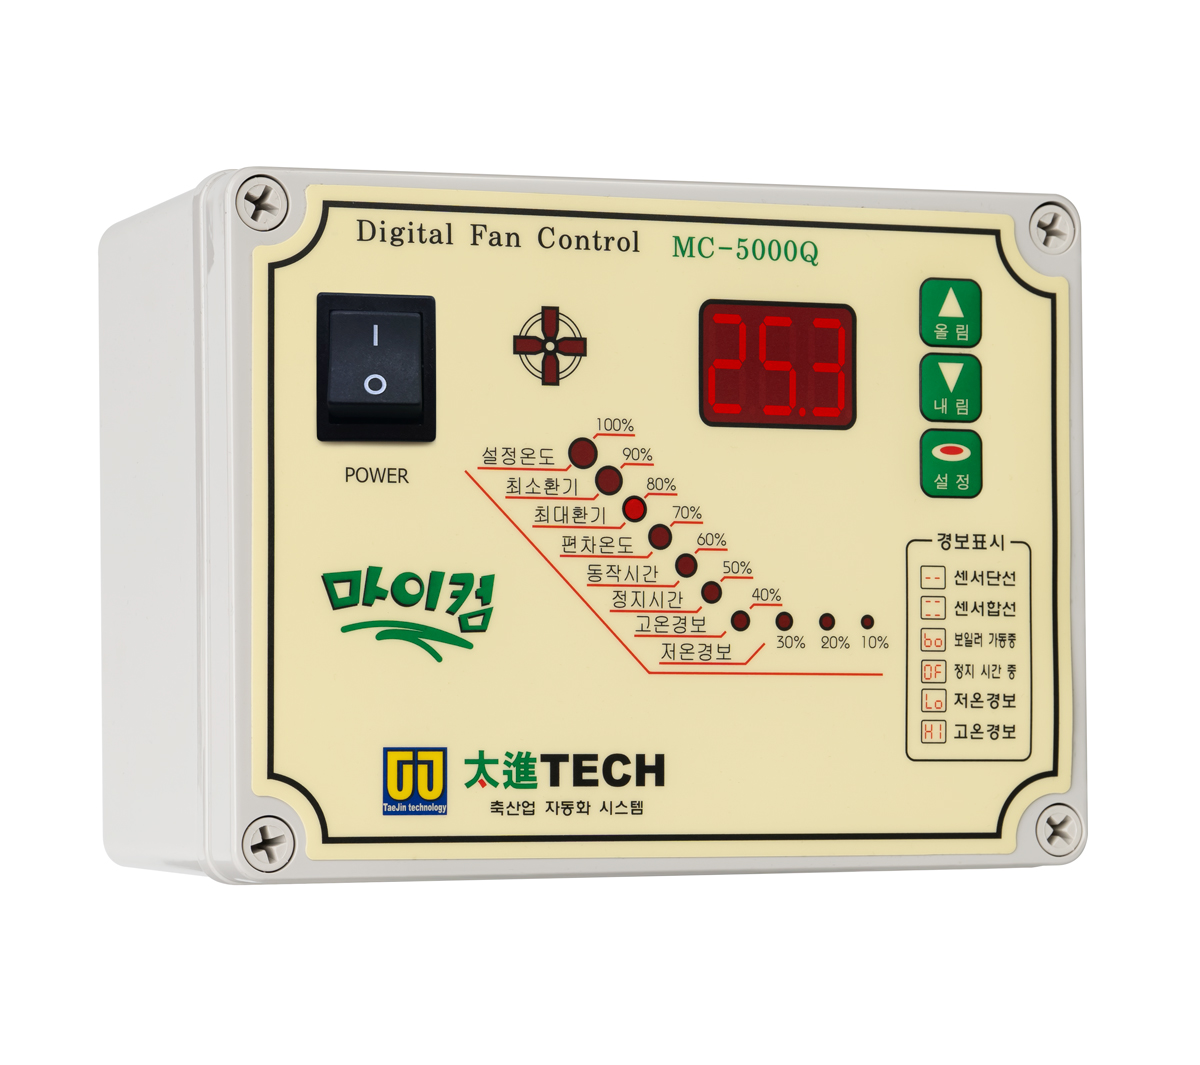 Digital Fan Control MC-5000Q
25.3
올림
내림
설정
POWER
100%
설정온도
90%
최소환기
80%
최대환기
70%
편차온도
60%
동작시간
50%
정지시간
40%
고온경보
30%
20%
10%
저온경보
마이컴
경보표시
-- 센서단선
센서합선
bo 보일러 가동중
OF 정지 시간 중
Lo 저온경보
HI 고온경보
太進TECH
TaeJin technology
축산업 자동화 시스템